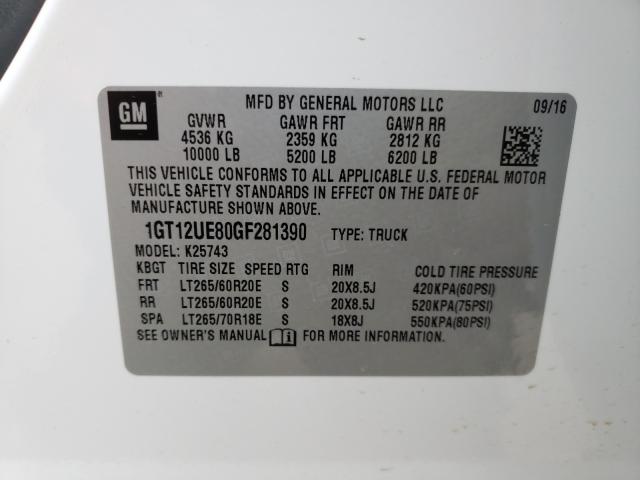 GM ®
MFD BY GENERAL MOTORS LLC 09/16
GVWR GAWR FRT GAWR RR
4536 KG 2359 KG 2812 KG
10000 LB 5200 LB 6200 LB
THIS VEHICLE CONFORMS TO ALL APPLICABLE U.S. FEDERAL MOTOR
VEHICLE SAFETY STANDARDS IN EFFECT ON THE DATE OF
MANUFACTURE SHOWN ABOVE.
1GT12UE80GF281390 TYPE: TRUCK
MODEL: K25743
KBGT TIRE SIZE SPEED RTG RIM COLD TIRE PRESSURE
FRT LT265/60R20E S 20X8.5J 420KPA(60PSI)
RR LT265/60R20E S 20X8.5J 520KPA(75PSI)
SPA LT265/70R18E S 18X8J 550KPA(80PSI)
SEE OWNER'S MANUAL FOR MORE INFORMATION.